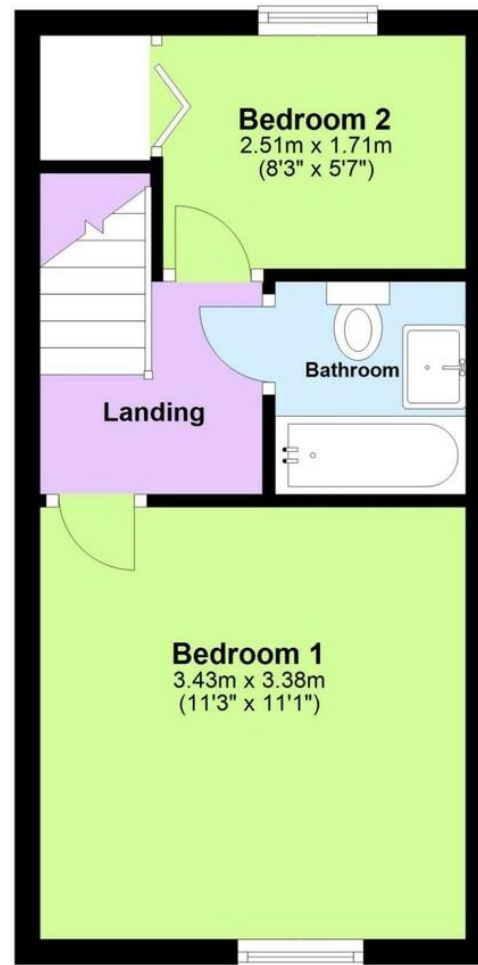 Bedroom 2
2.51m x 1.71m
(8'3" x 5'7")
Bathroom
Landing
Bedroom 1
3.43m x 3.38m
(11'3" x 11'1")